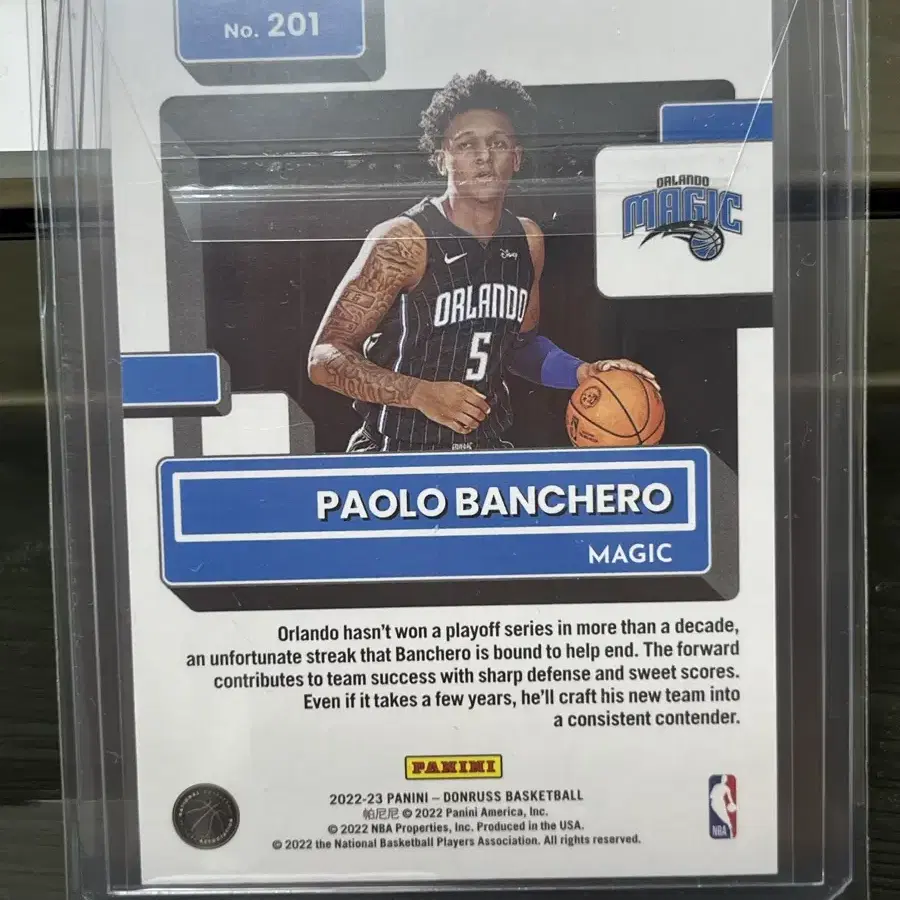 No. 201
ORLANDO
MAGIC
ORLANDO
5
PAOLO BANCHERO
MAGIC
Orlando hasn't won a playoff series in more than a decade,
an unfortunate streak that Banchero is bound to help end. The forward
contributes to team success with sharp defense and sweet scores.
Even if it takes a few years, he'll craft his new team into
a consistent contender.
PANINI
2022-23 PANINI – DONRUSS BASKETBALL
帕尼尼 © 2022 Panini America, Inc.
© 2022 NBA Properties, Inc. Produced in the USA.
© 2022 the National Basketball Players Association. All rights reserved.
NBA